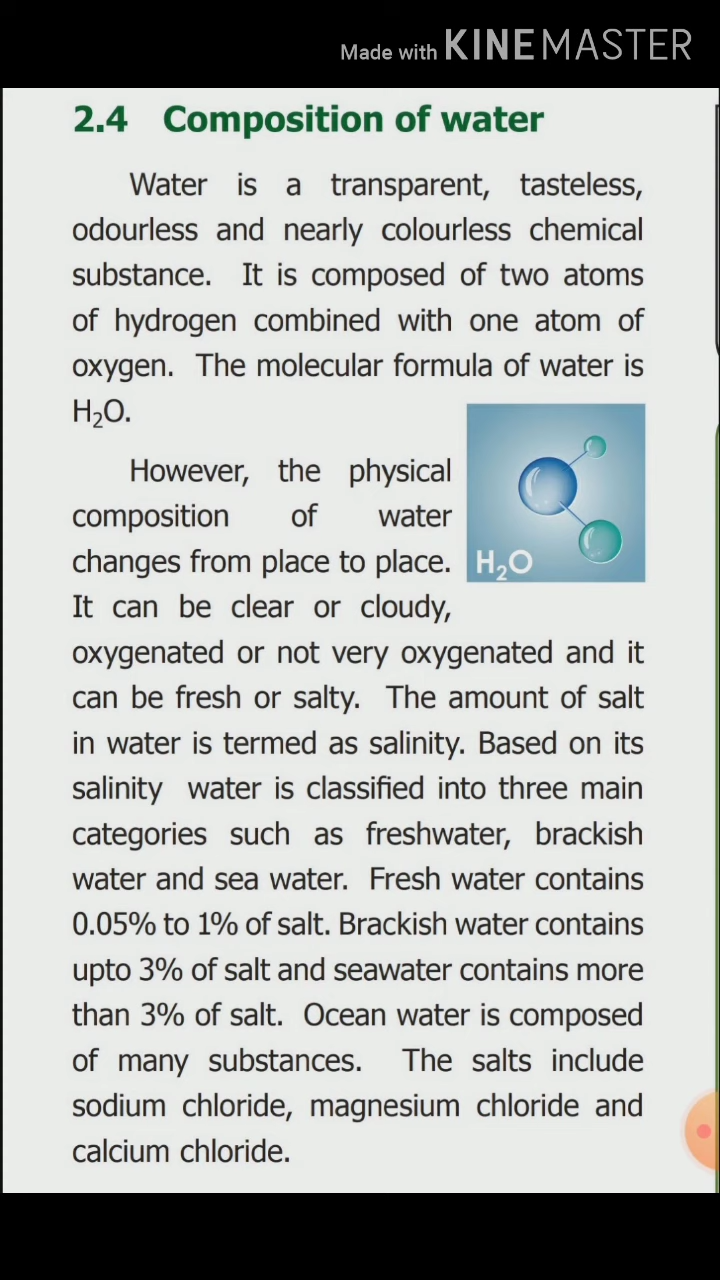 Made with KINEMASTER
2.4 Composition of water
Water is a transparent, tasteless,
odourless and nearly colourless chemical
substance. It is composed of two atoms
of hydrogen combined with one atom of
oxygen. The molecular formula of water is
H₂O.
However, the physical
composition of water
changes from place to place.
It can be clear or cloudy,
H₂O
oxygenated or not very oxygenated and it
can be fresh or salty. The amount of salt
in water is termed as salinity. Based on its
salinity water is classified into three main
categories such as freshwater, brackish
water and sea water. Fresh water contains
0.05% to 1% of salt. Brackish water contains
upto 3% of salt and seawater contains more
than 3% of salt. Ocean water is composed
of many substances. The salts include
sodium chloride, magnesium chloride and
calcium chloride.